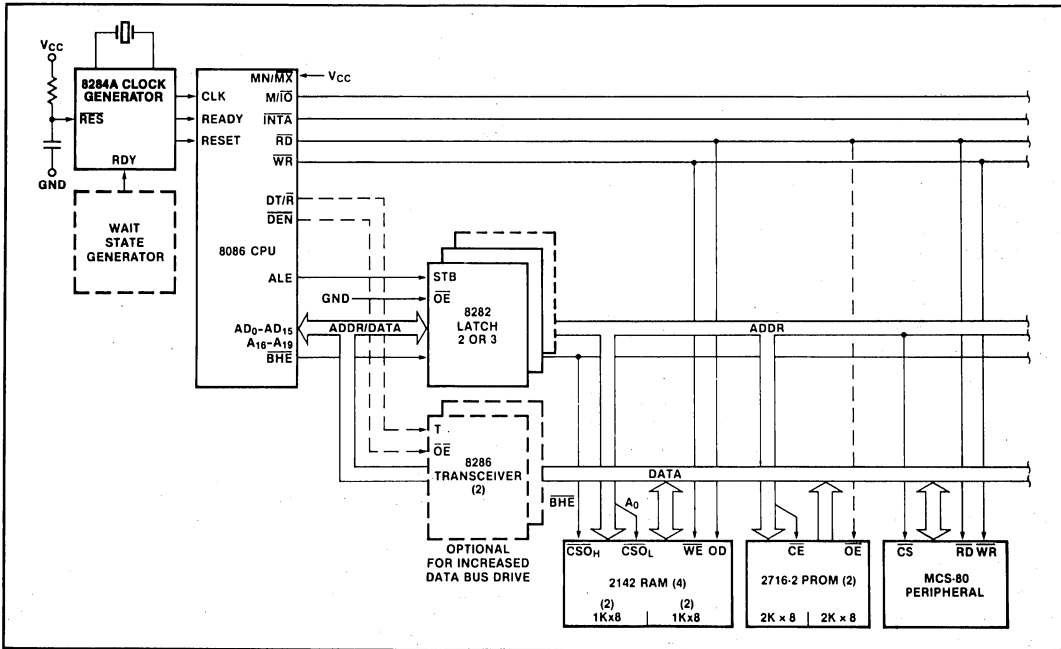 VCC
8284A CLOCK
GENERATOR
RES
RDY
GND
WAIT
STATE
GENERATOR
CLK
READY
RESET
8086 CPU
MN/MX
VCC
M/IO
INTA
RD
WR
DT/R
DEN
ALE
AD0-AD15
A16-A19
BHE
GND
ADDR/DATA
STB
OE
8282
LATCH
2 OR 3
ADDR
T
OE
8286
TRANSCEIVER
(2)
OPTIONAL
FOR INCREASED
DATA BUS DRIVE
DATA
BHE
A0
CSOH
CSOL
WE
OD
2142 RAM (4)
(2)
1Kx8
(2)
1Kx8
CE
OE
2716-2 PROM (2)
2K × 8
2K × 8
CS
RD
WR
MCS-80
PERIPHERAL